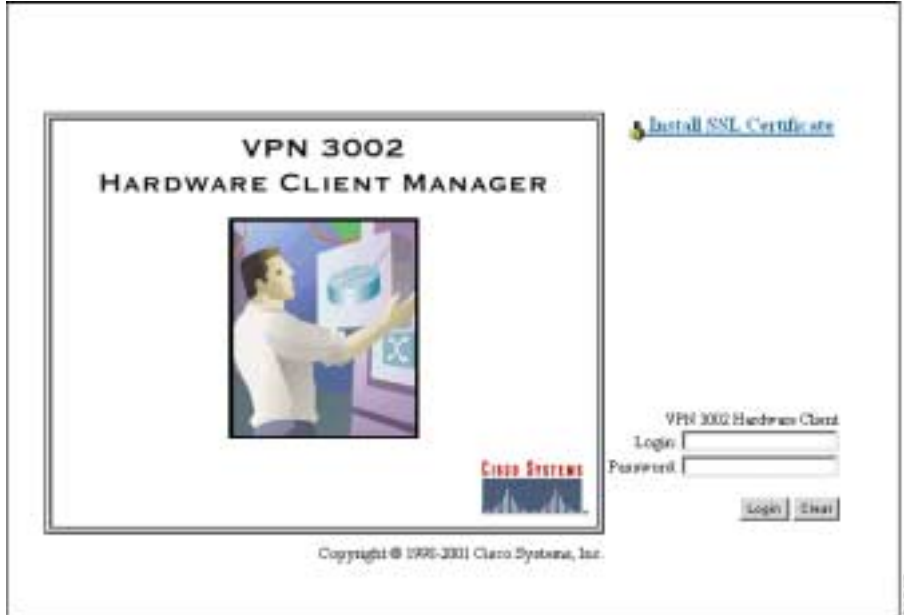 Install SSL Certificate
VPN 3002
HARDWARE CLIENT MANAGER
VPN 3002 Hardware Client
Login
Password
CISCO SYSTEMS
Login Clear
Copyright © 1998-2001 Cisco Systems, Inc.